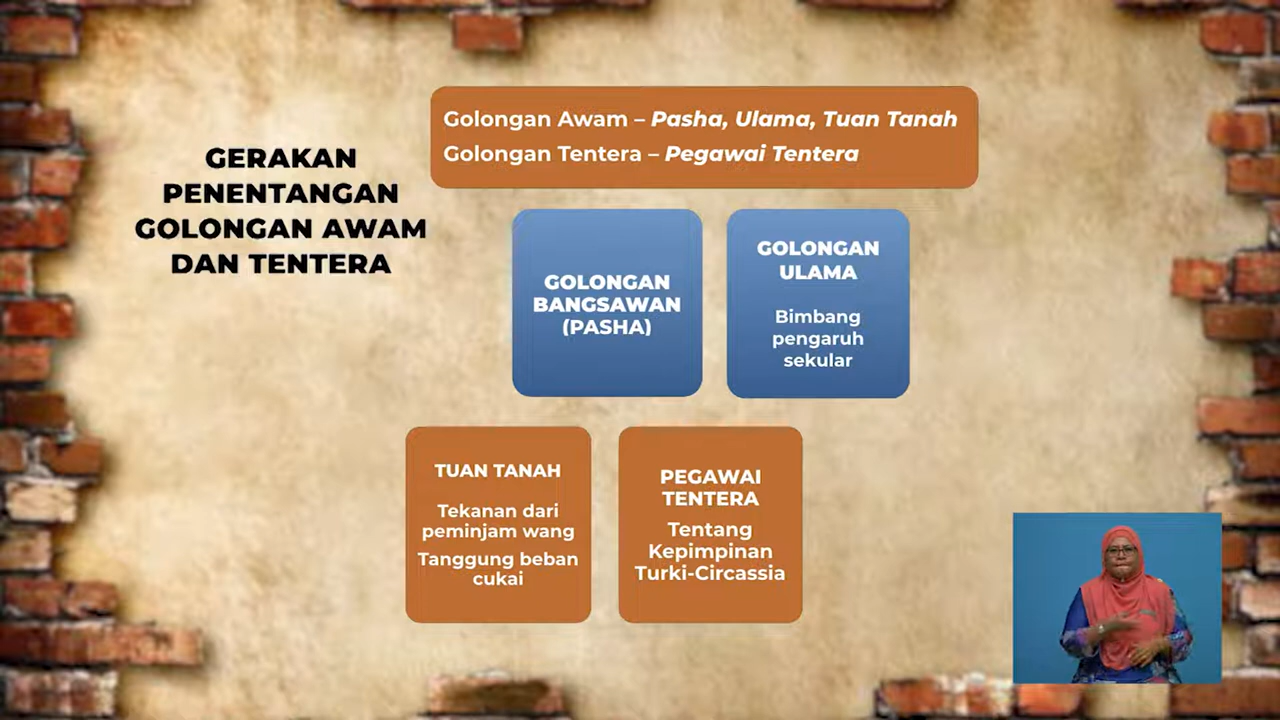 GERAKAN
PENENTANGAN
GOLONGAN AWAM
DAN TENTERA
Golongan Awam – Pasha, Ulama, Tuan Tanah
Golongan Tentera – Pegawai Tentera
GOLONGAN
BANGSAWAN
(PASHA)
GOLONGAN
ULAMA
Bimbang
pengaruh
sekular
TUAN TANAH
Tekanan dari
peminjam wang
Tanggung beban
cukai
PEGAWAI
TENTERA
Tentang
Kepimpinan
Turki-Circassia